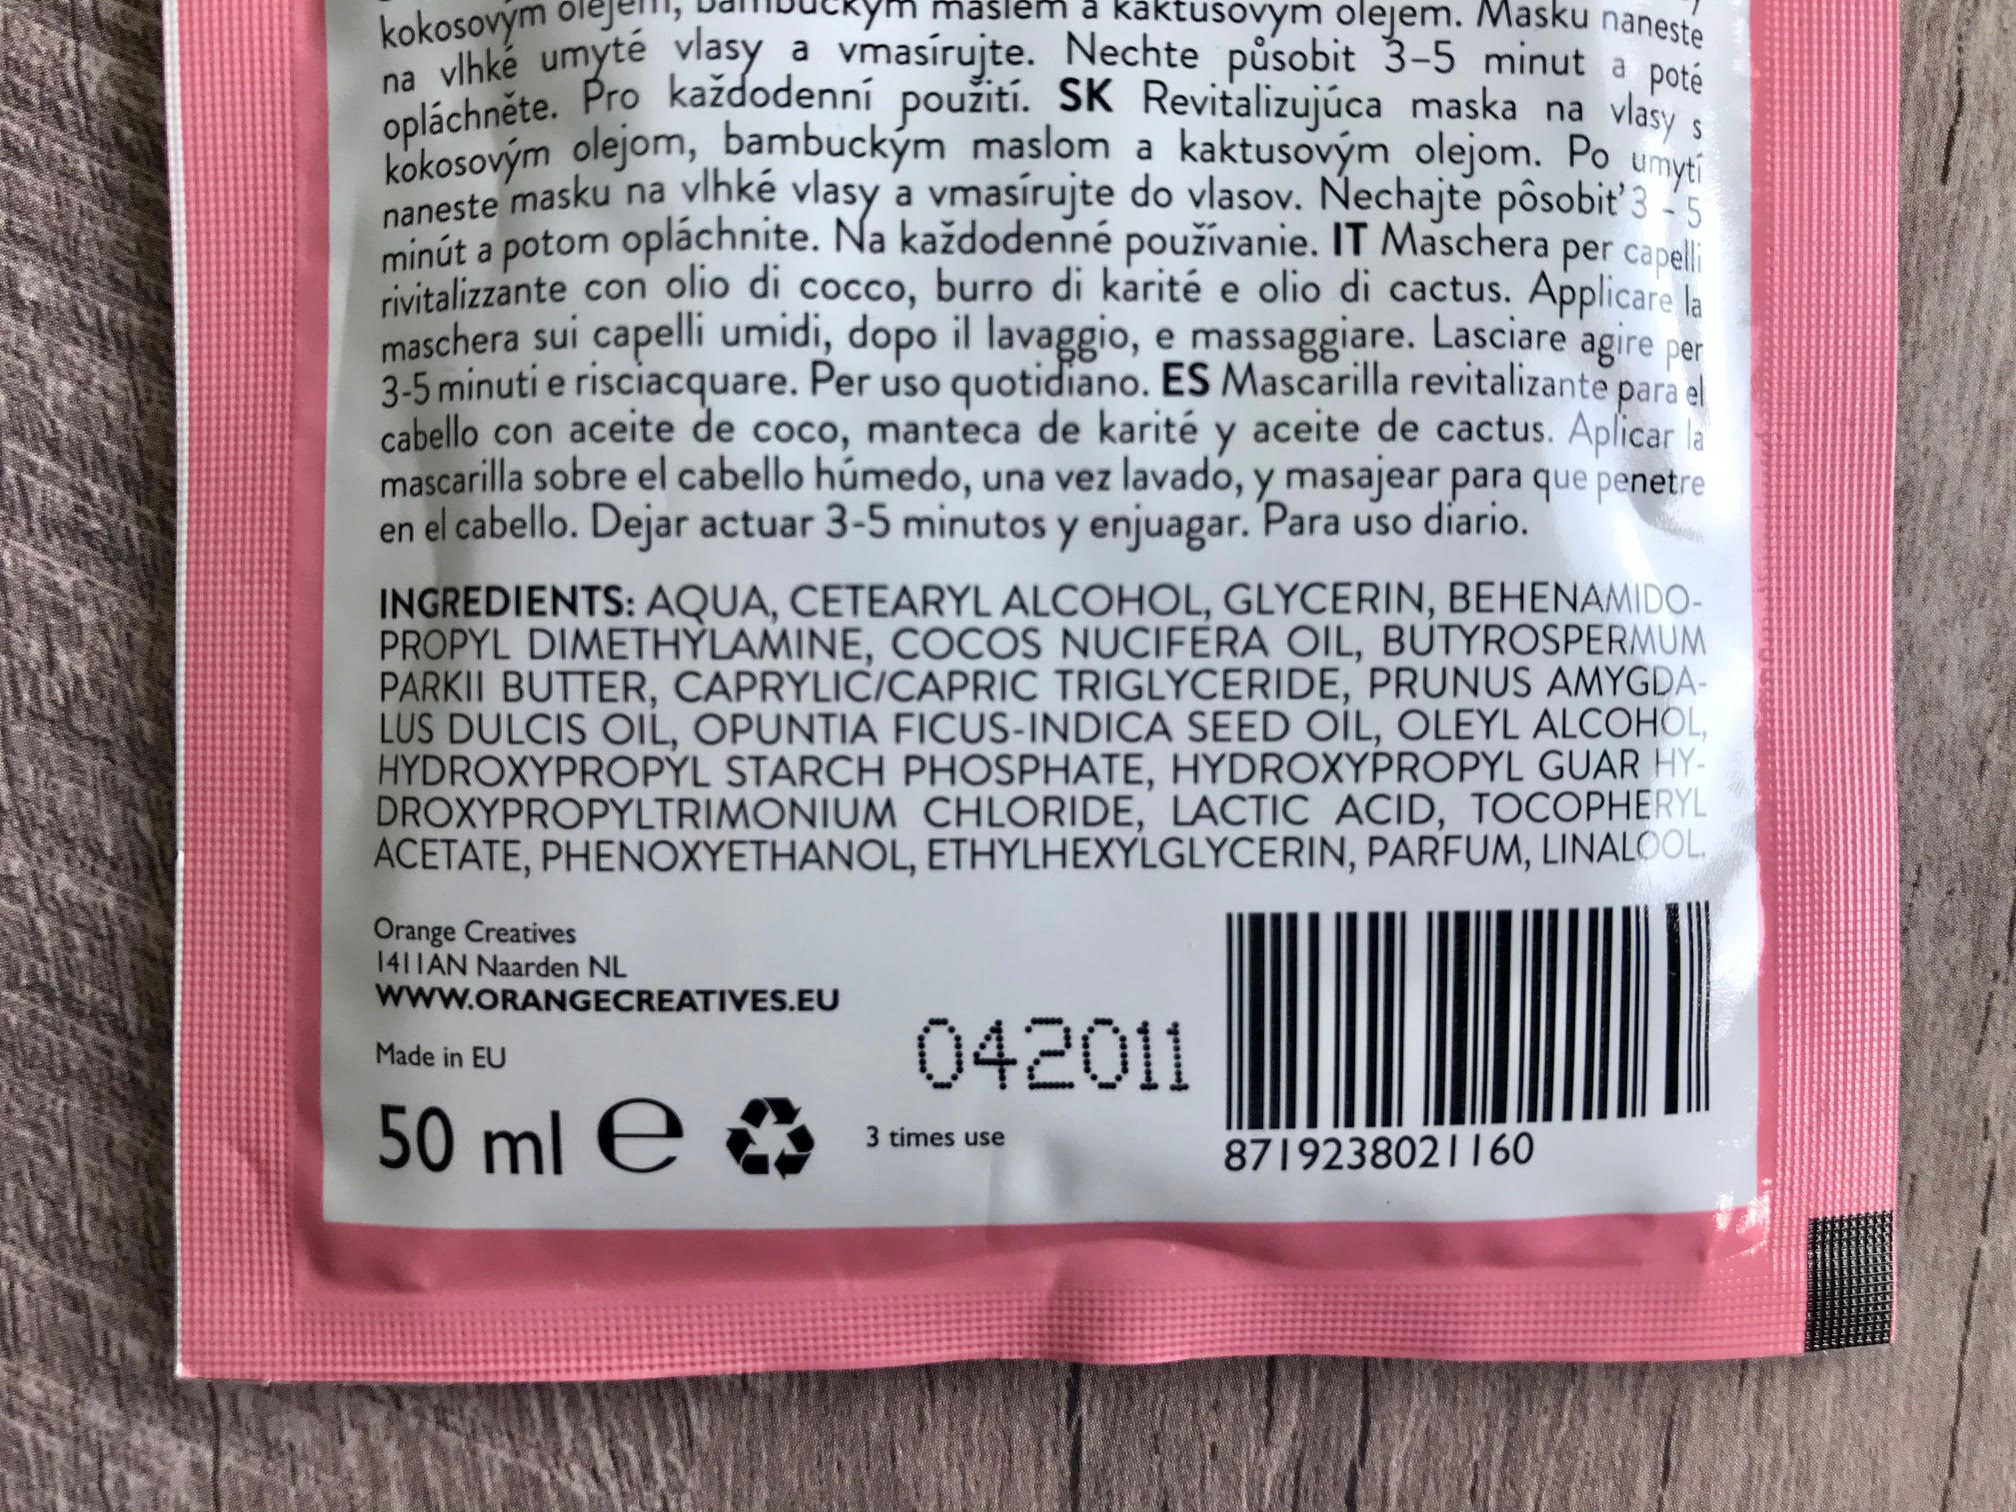 kokosovým olejem, bambuckým máslem a kaktusovým olejem. Masku naneste
na vlhké umyté vlasy a vmasírujte. Nechte působit 3-5 minut a poté
opláchněte. Pro každodenní použití. SK Revitalizujúca maska na vlasy s
kokosovým olejom, bambuckým maslom a kaktusovým olejom. Po umytí
naneste masku na vlhké vlasy a vmasírujte do vlasov. Nechajte pôsobiť 3 - 5
minút a potom opláchnite. Na každodenné používanie. IT Maschera per capelli
rivitalizzante con olio di cocco, burro di karité e olio di cactus. Applicare la
maschera sui capelli umidi, dopo il lavaggio, e massaggiare. Lasciare agire per
3-5 minuti e risciacquare. Per uso quotidiano. ES Mascarilla revitalizante para el
cabello con aceite de coco, manteca de karité y aceite de cactus. Aplicar la
mascarilla sobre el cabello húmedo, una vez lavado, y masajear para que penetre
en el cabello. Dejar actuar 3-5 minutos y enjuagar. Para uso diario.
INGREDIENTS: AQUA, CETEARYL ALCOHOL, GLYCERIN, BEHENAMIDO-
PROPYL DIMETHYLAMINE, COCOS NUCIFERA OIL, BUTYROSPERMUM
PARKII BUTTER, CAPRYLIC/CAPRIC TRIGLYCERIDE, PRUNUS AMYGDA-
LUS DULCIS OIL, OPUNTIA FICUS-INDICA SEED OIL, OLEYL ALCOHOL,
HYDROXYPROPYL STARCH PHOSPHATE, HYDROXYPROPYL GUAR HY-
DROXYPROPYLTRIMONIUM CHLORIDE, LACTIC ACID, TOCOPHERYL
ACETATE, PHENOXYETHANOL, ETHYLHEXYLGLYCERIN, PARFUM, LINALOOL.
Orange Creatives
1411AN Naarden NL
WWW.ORANGECREATIVES.EU
Made in EU
042011
50 ml e
3 times use
8719238021160